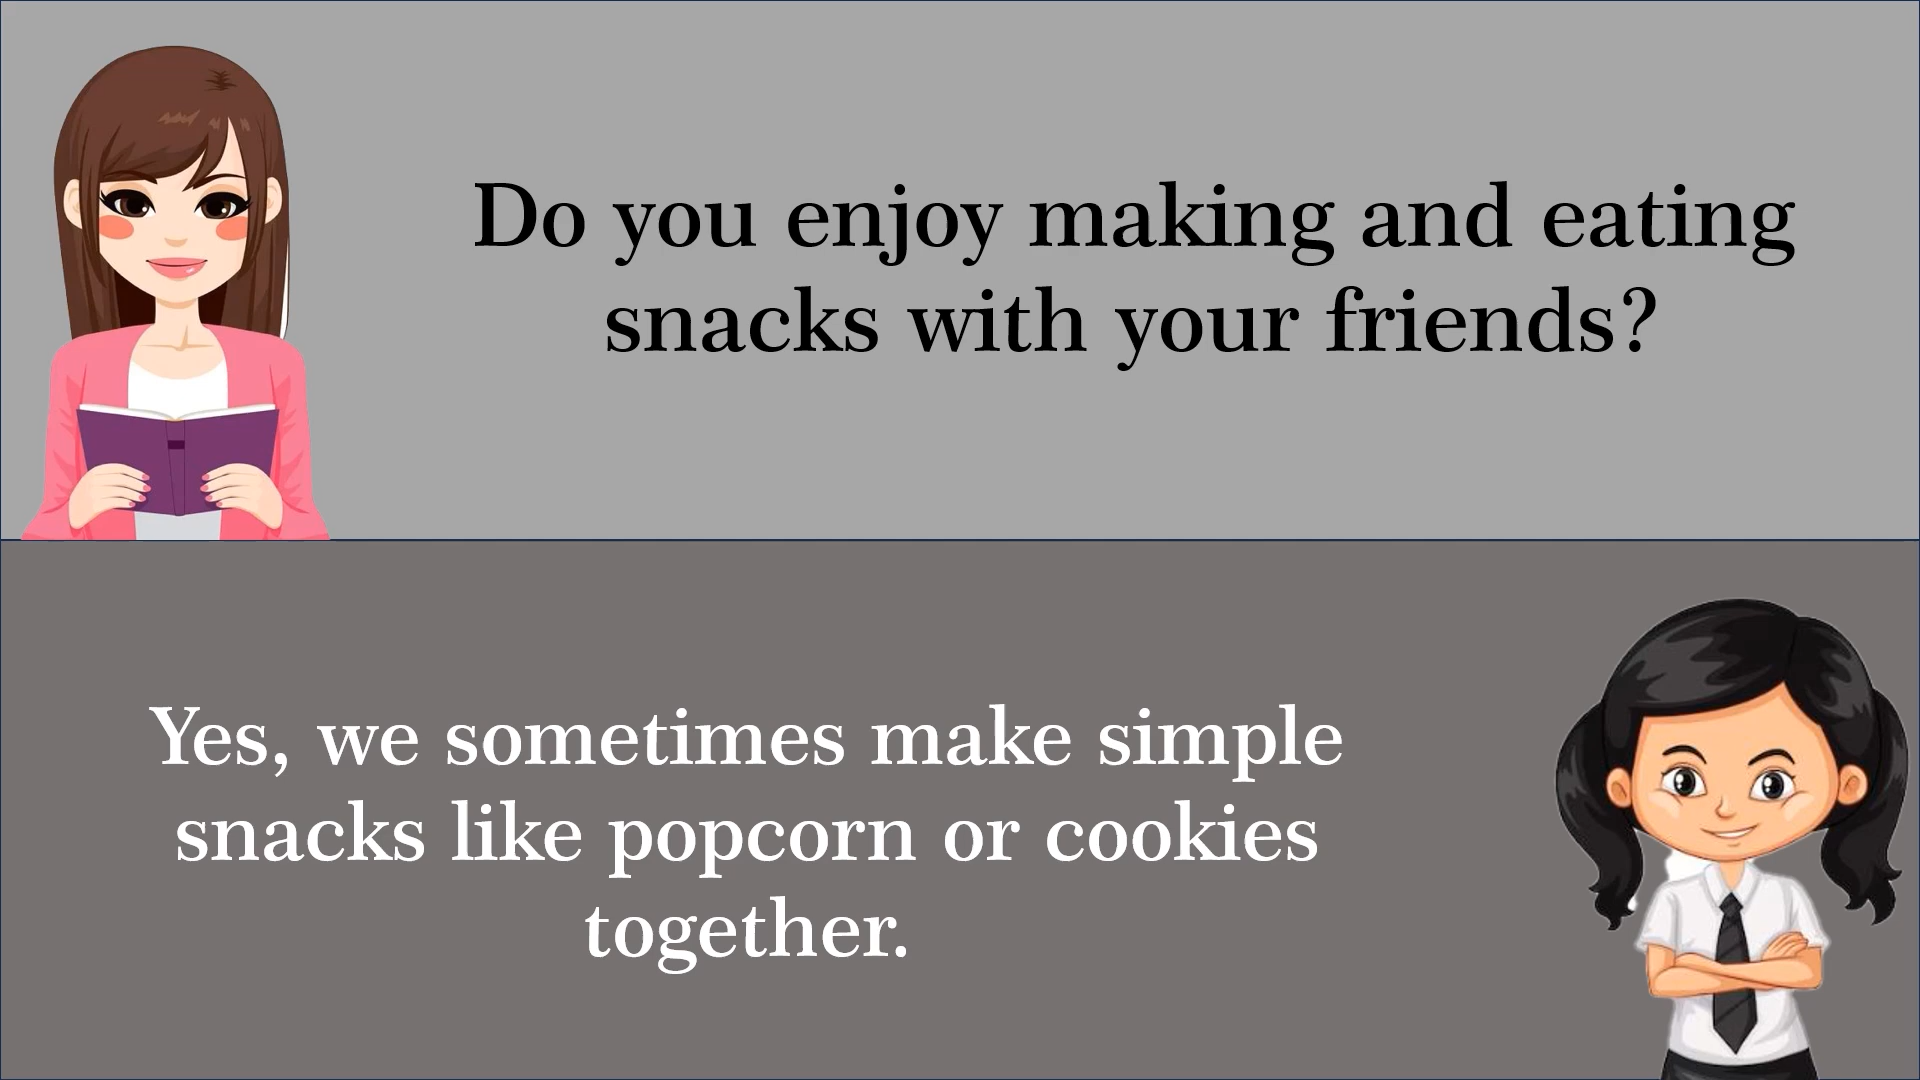 Do you enjoy making and eating
snacks with your friends?
Yes, we sometimes make simple
snacks like popcorn or cookies
together.